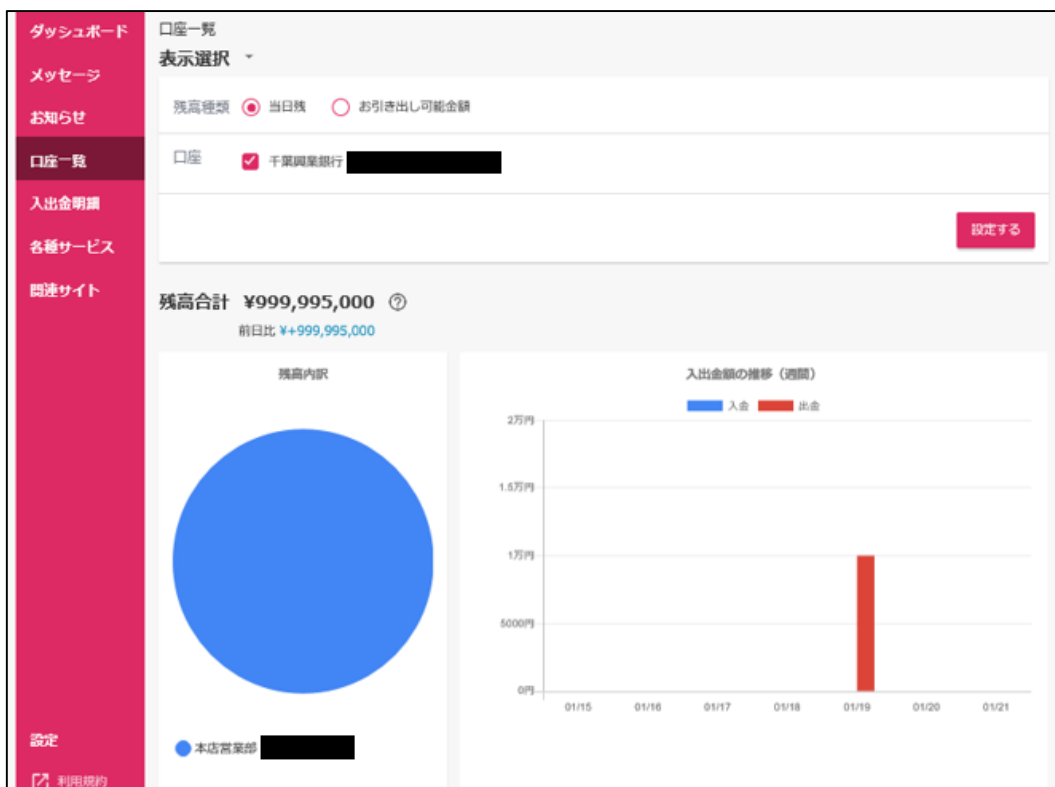 ダッシュボード
メッセージ
お知らせ
口座一覧
入出金明細
各種サービス
関連サイト
設定
利用規約
口座一覧
表示選択
残高種類 当日残 お引き出し可能金額
口座 千葉興業銀行
設定する
残高合計 ¥999,995,000
前日比 ¥+999,995,000
残高内訳
本店営業部
入出金額の推移（週間）
入金 出金
2万円
1.5万円
1万円
5000円
0円
01/15 01/16 01/17 01/18 01/19 01/20 01/21